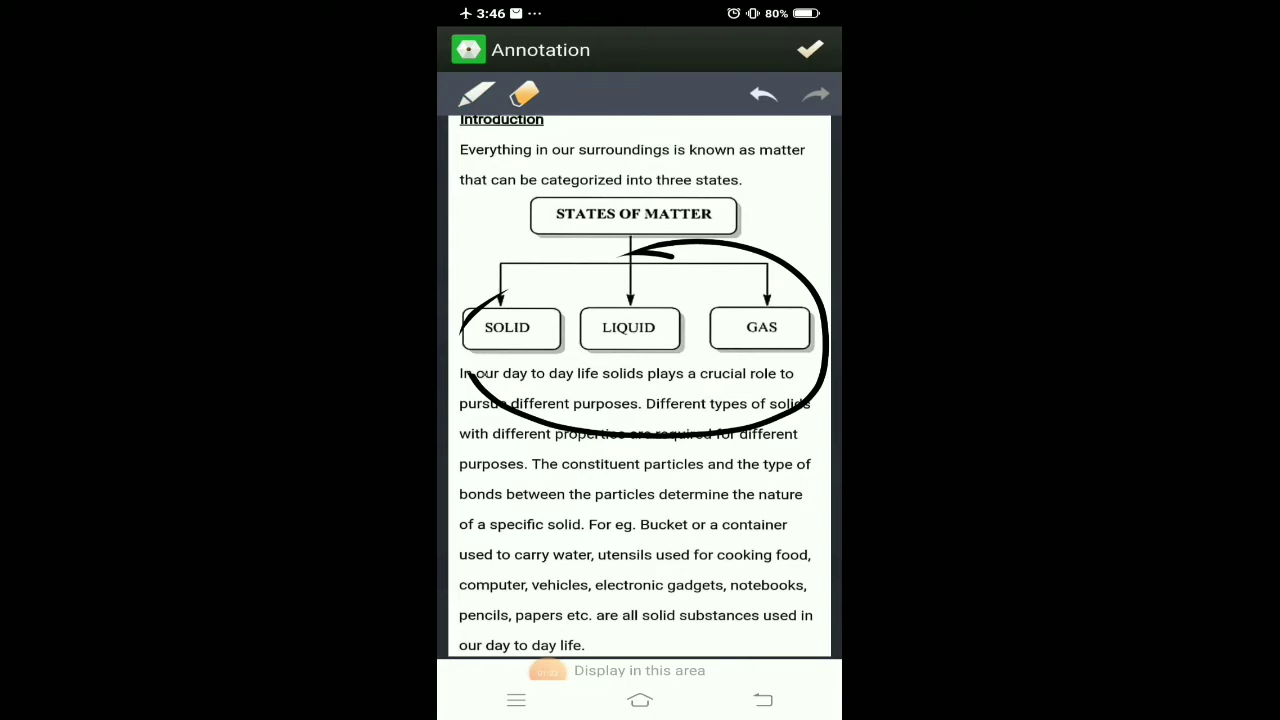 3:46 ... 80%
Annotation
Introduction
Everything in our surroundings is known as matter
that can be categorized into three states.
STATES OF MATTER
SOLID LIQUID GAS
In our day to day life solids plays a crucial role to
pursue different purposes. Different types of solids
with different properties are required for different
purposes. The constituent particles and the type of
bonds between the particles determine the nature
of a specific solid. For eg. Bucket or a container
used to carry water, utensils used for cooking food,
computer, vehicles, electronic gadgets, notebooks,
pencils, papers etc. are all solid substances used in
our day to day life.
Display in this area